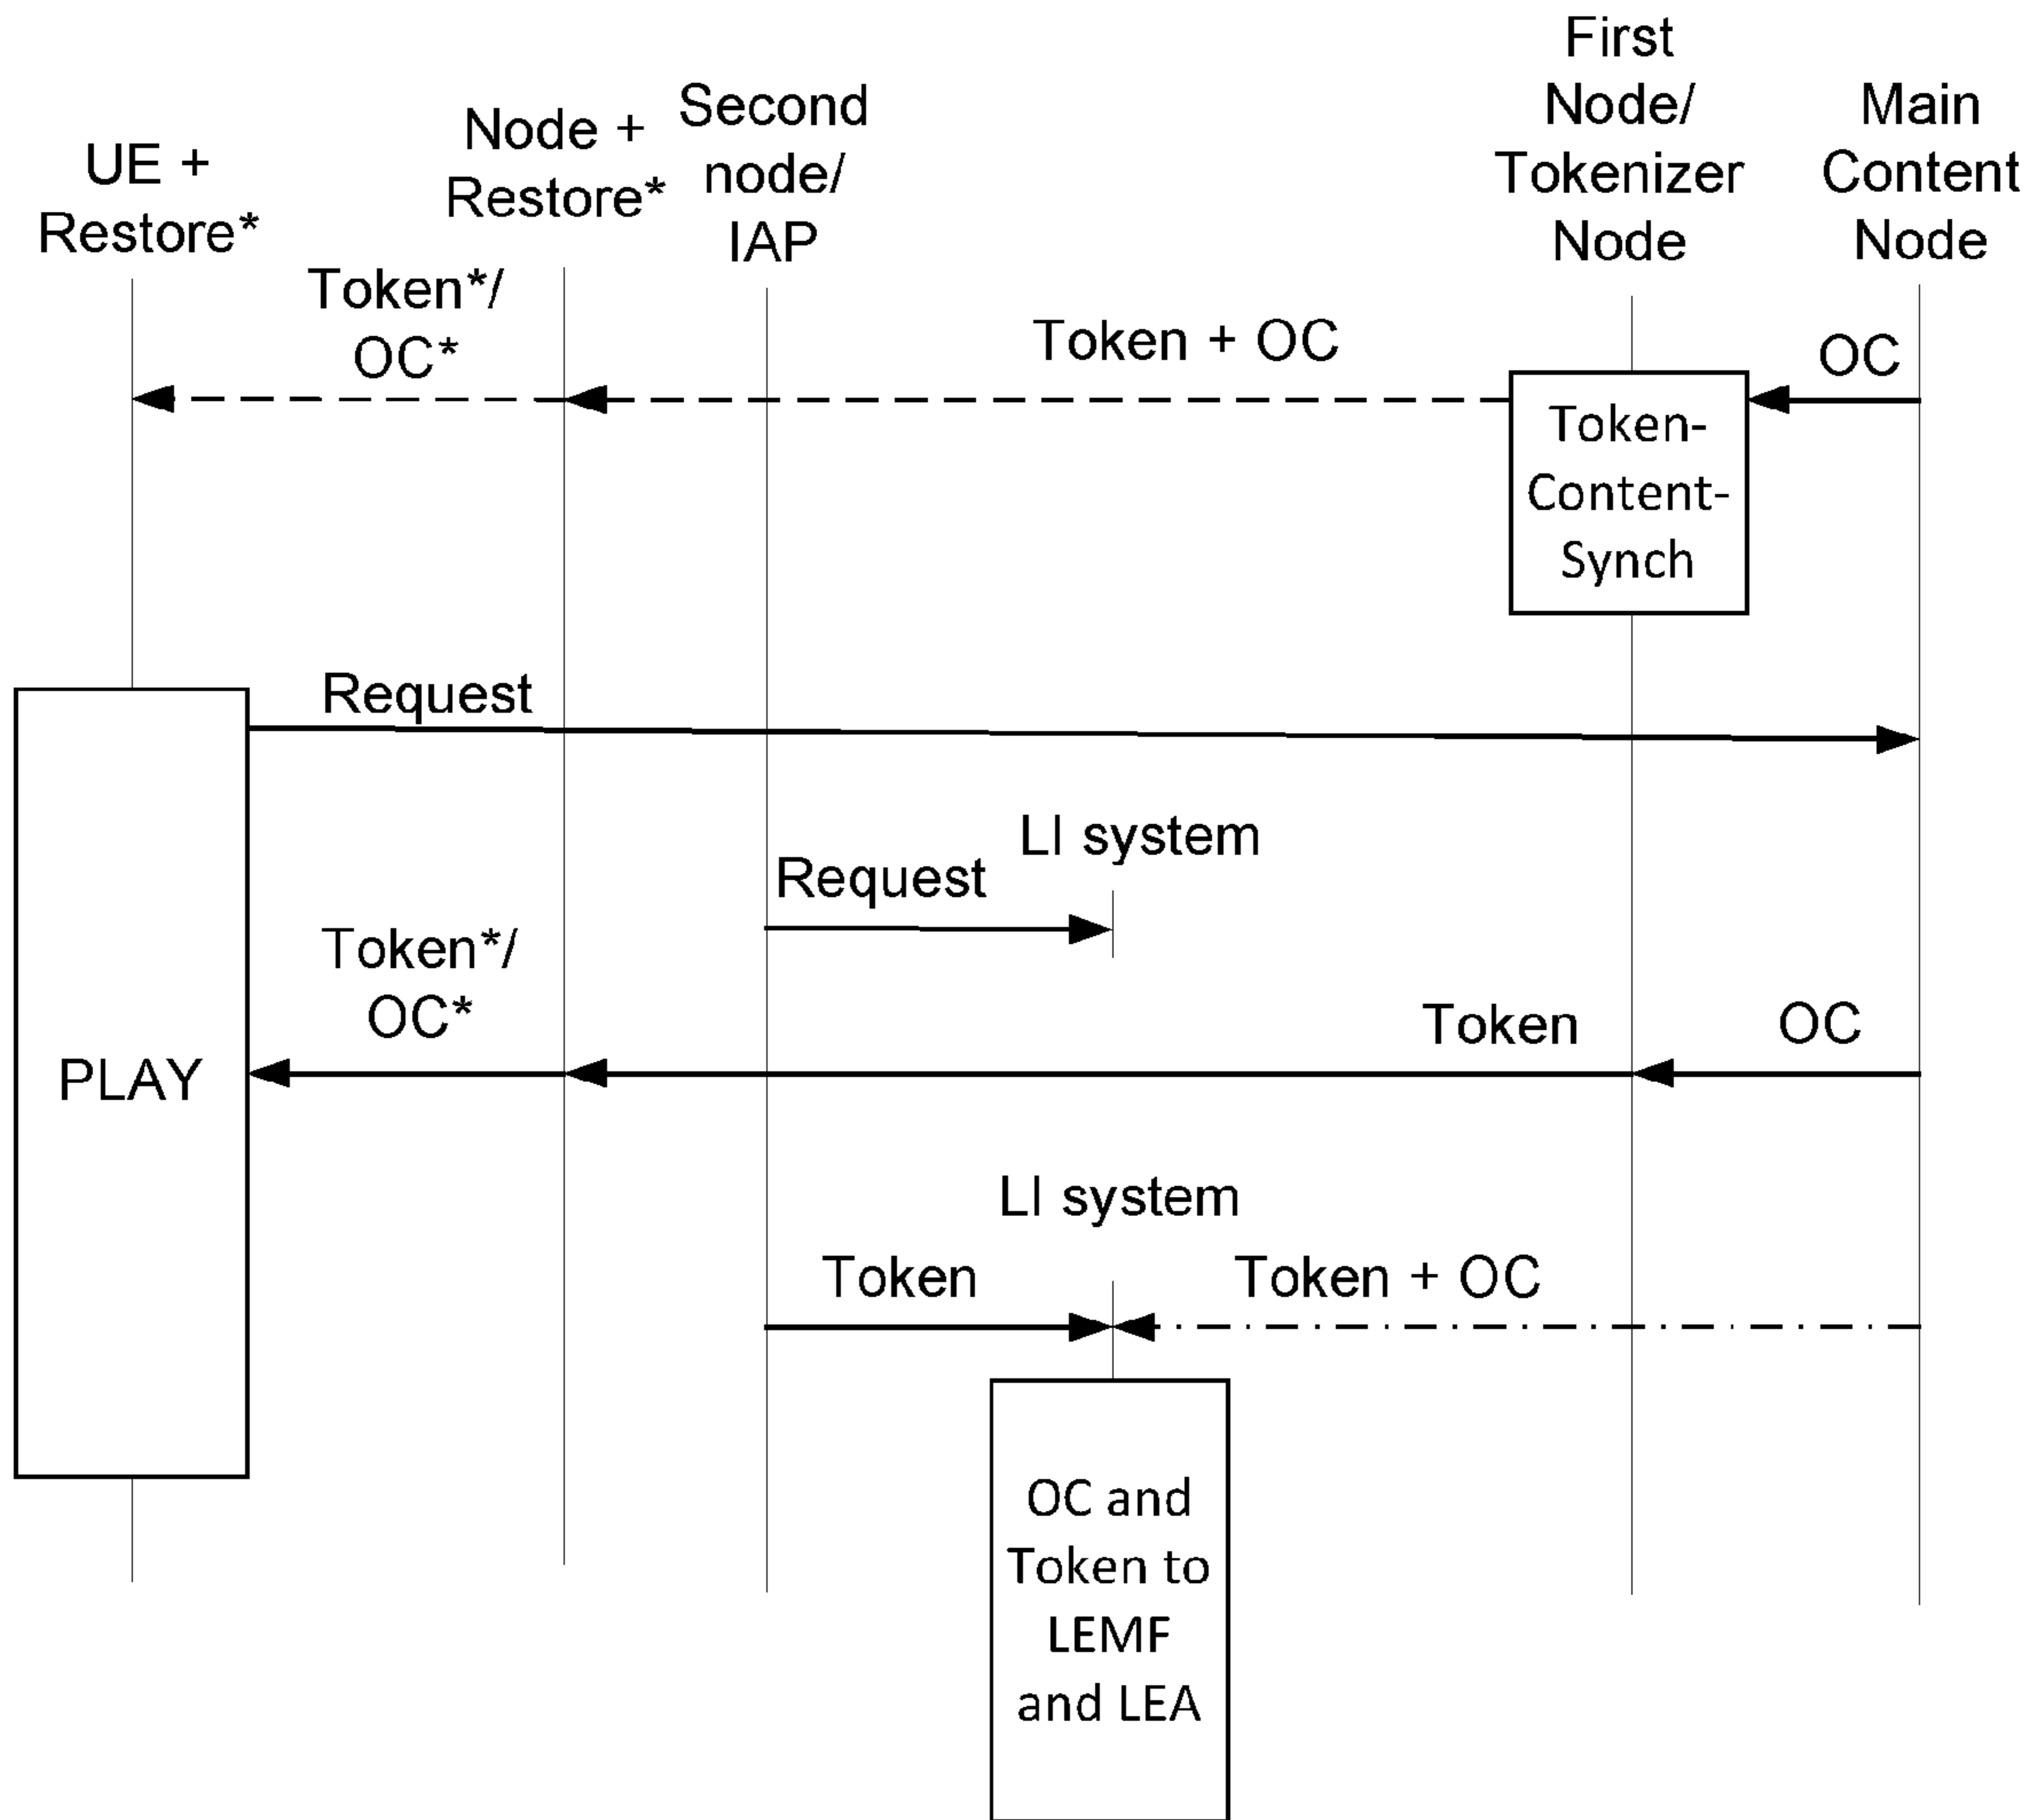 UE +
Restore*
Node +
Restore*
Second
node/
IAP
First
Node/
Tokenizer
Node
Main
Content
Node
Token*/
OC*
Token + OC
OC
Token-
Content-
Synch
Request
LI system
Request
Token*/
OC*
Token
OC
PLAY
LI system
Token
Token + OC
OC and
Token to
LEMF
and LEA